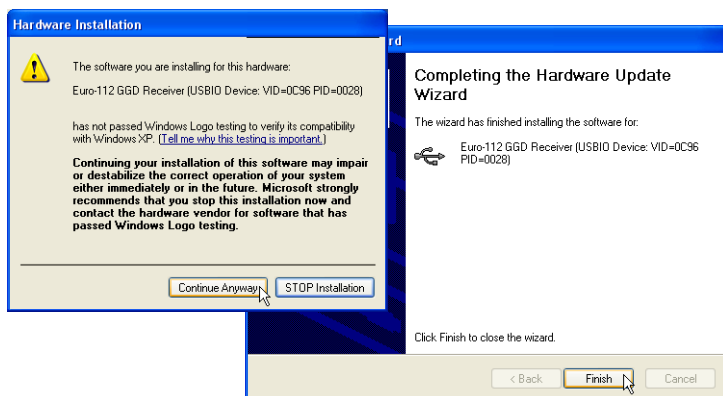 Hardware Installation
The software you are installing for this hardware:
Euro-112 GGD Receiver (USBIO Device: VID=0C96 PID=0028)
has not passed Windows Logo testing to verify its compatibility
with Windows XP. (Tell me why this testing is important.)
Continuing your installation of this software may impair
or destabilize the correct operation of your system
either immediately or in the future. Microsoft strongly
recommends that you stop this installation now and
contact the hardware vendor for software that has
passed Windows Logo testing.
Continue Anyway
STOP Installation
rd
Completing the Hardware Update
Wizard
The wizard has finished installing the software for:
Euro-112 GGD Receiver (USBIO Device: VID=0C96
PID=0028)
Click Finish to close the wizard.
< Back
Finish
Cancel